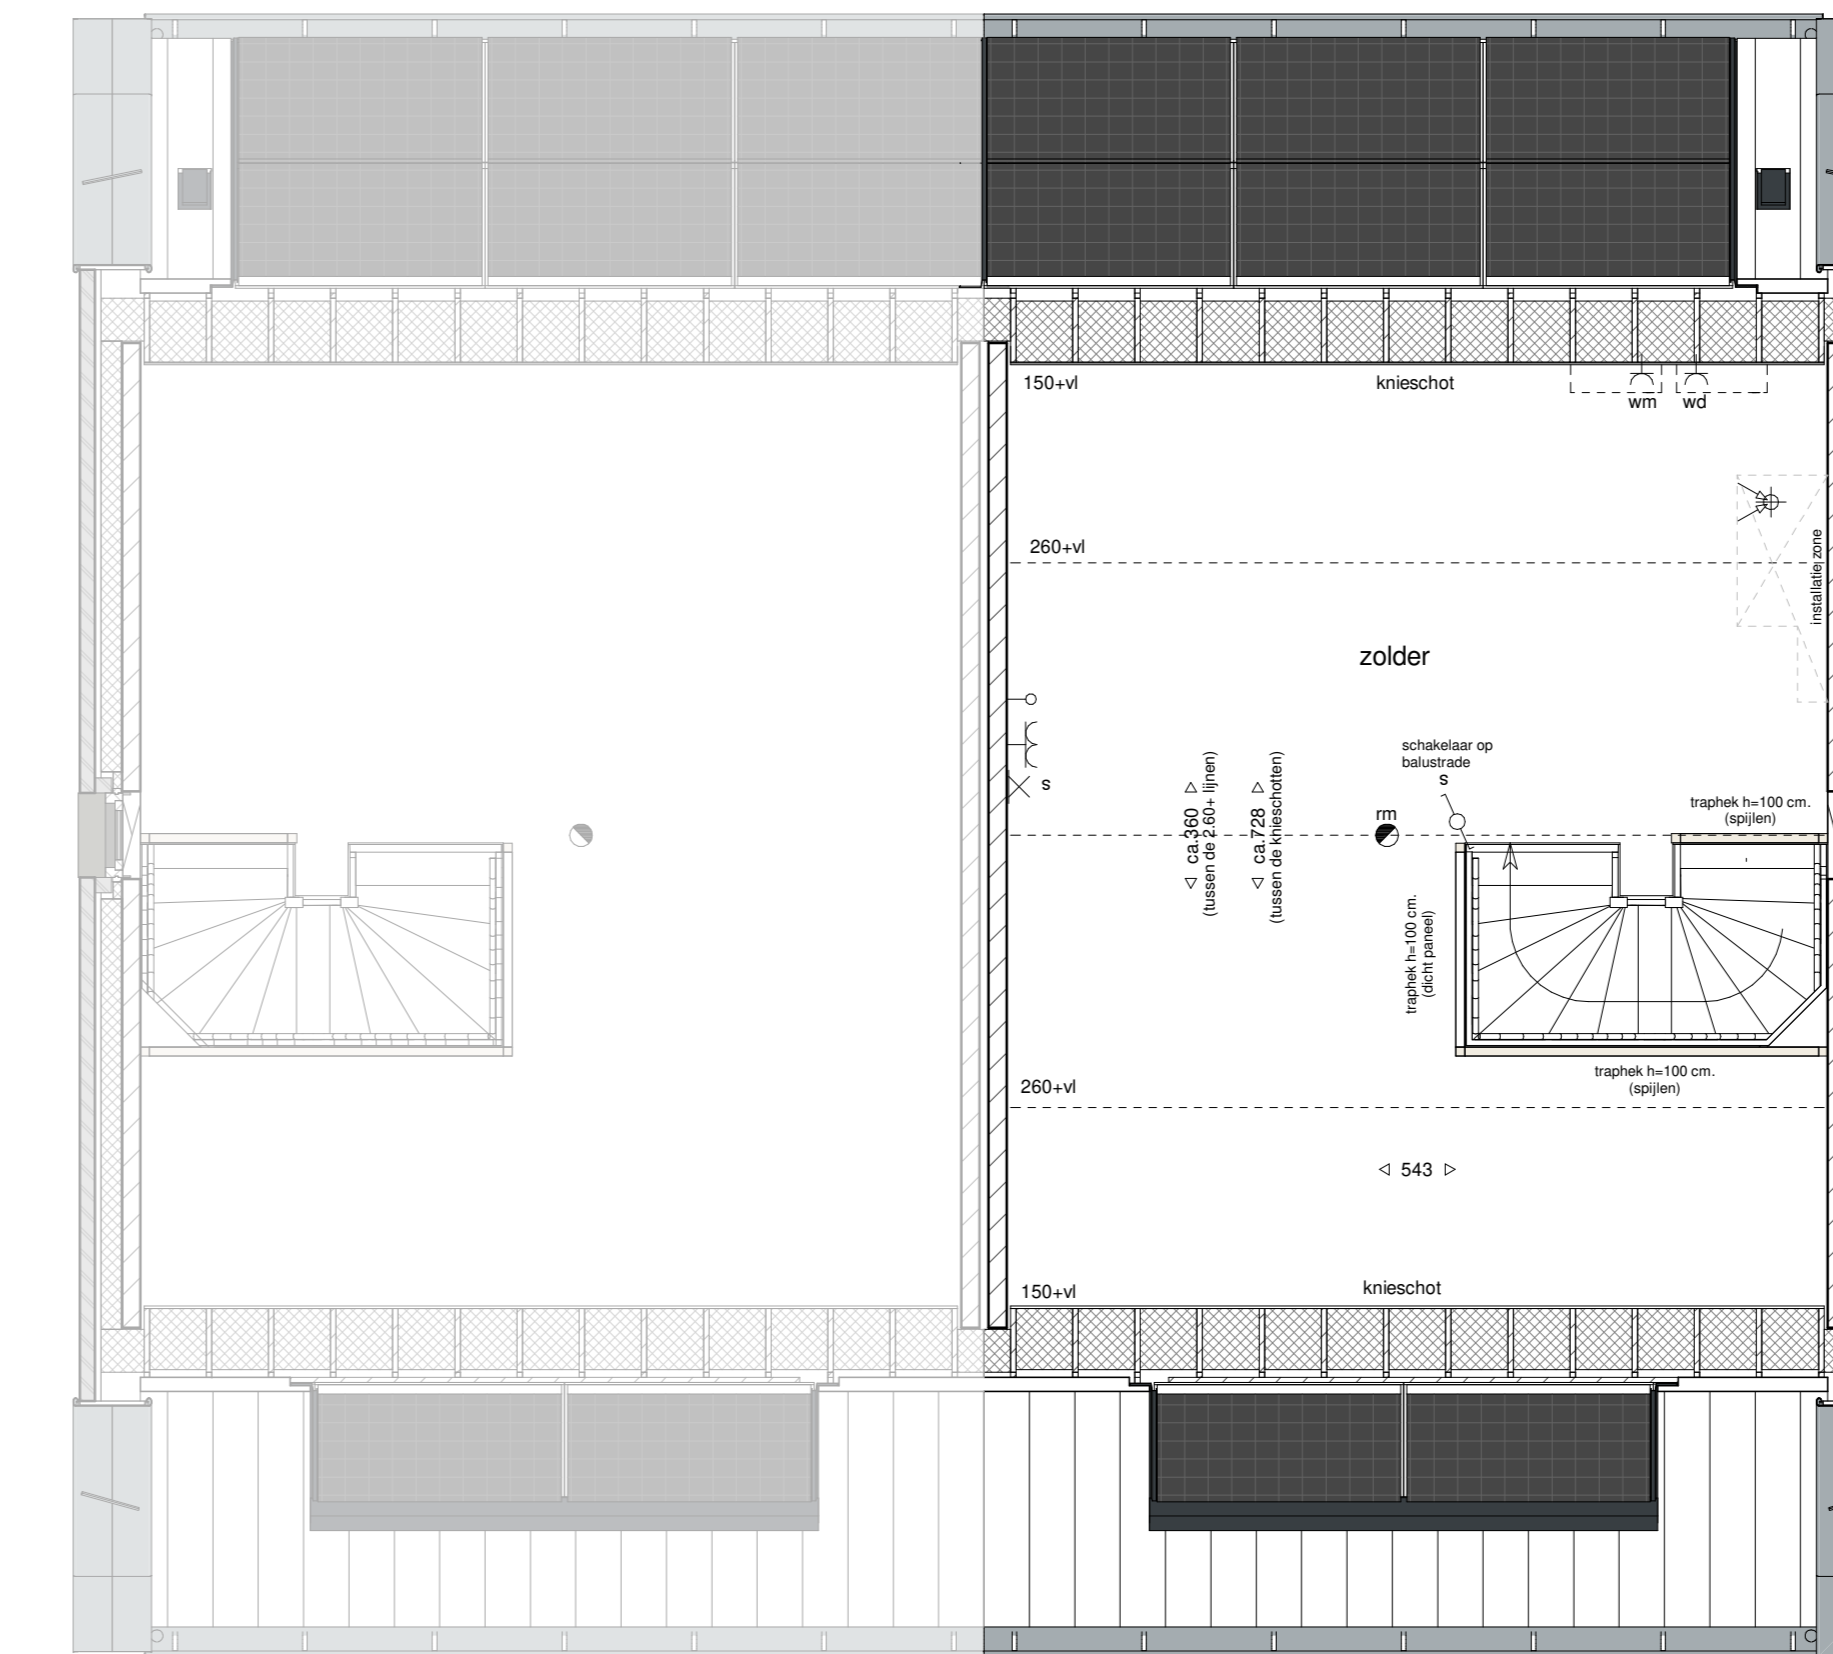 150+vl
knieschot
wm
wd
260+vl
installatie zone
zolder
schakelaar op
balustrade
s
s
traphek h=100 cm.
(spijlen)
rm
ca.360
(tussen de 2.60+ lijnen)
ca.728
(tussen de knieschotten)
traphek h=100 cm.
(dicht paneel)
traphek h=100 cm.
(spijlen)
260+vl
543
150+vl
knieschot